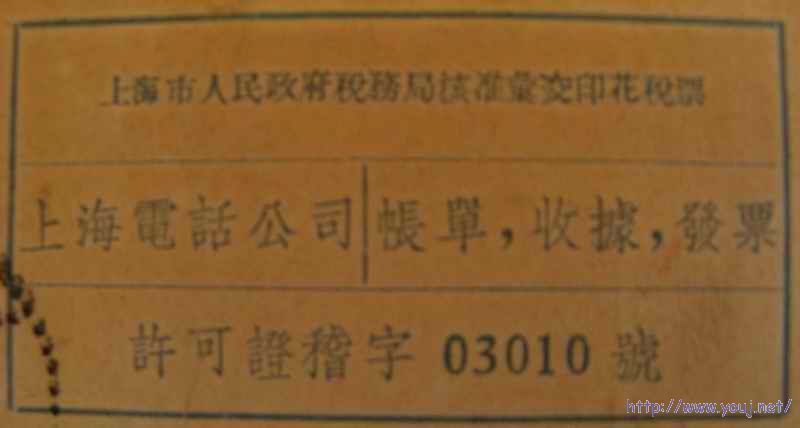 上海市人民政府稅務局核准彙交印花稅票
上海電話公司 帳單,收據,發票
許可證稽字 03010 號
http://www.youj.net/